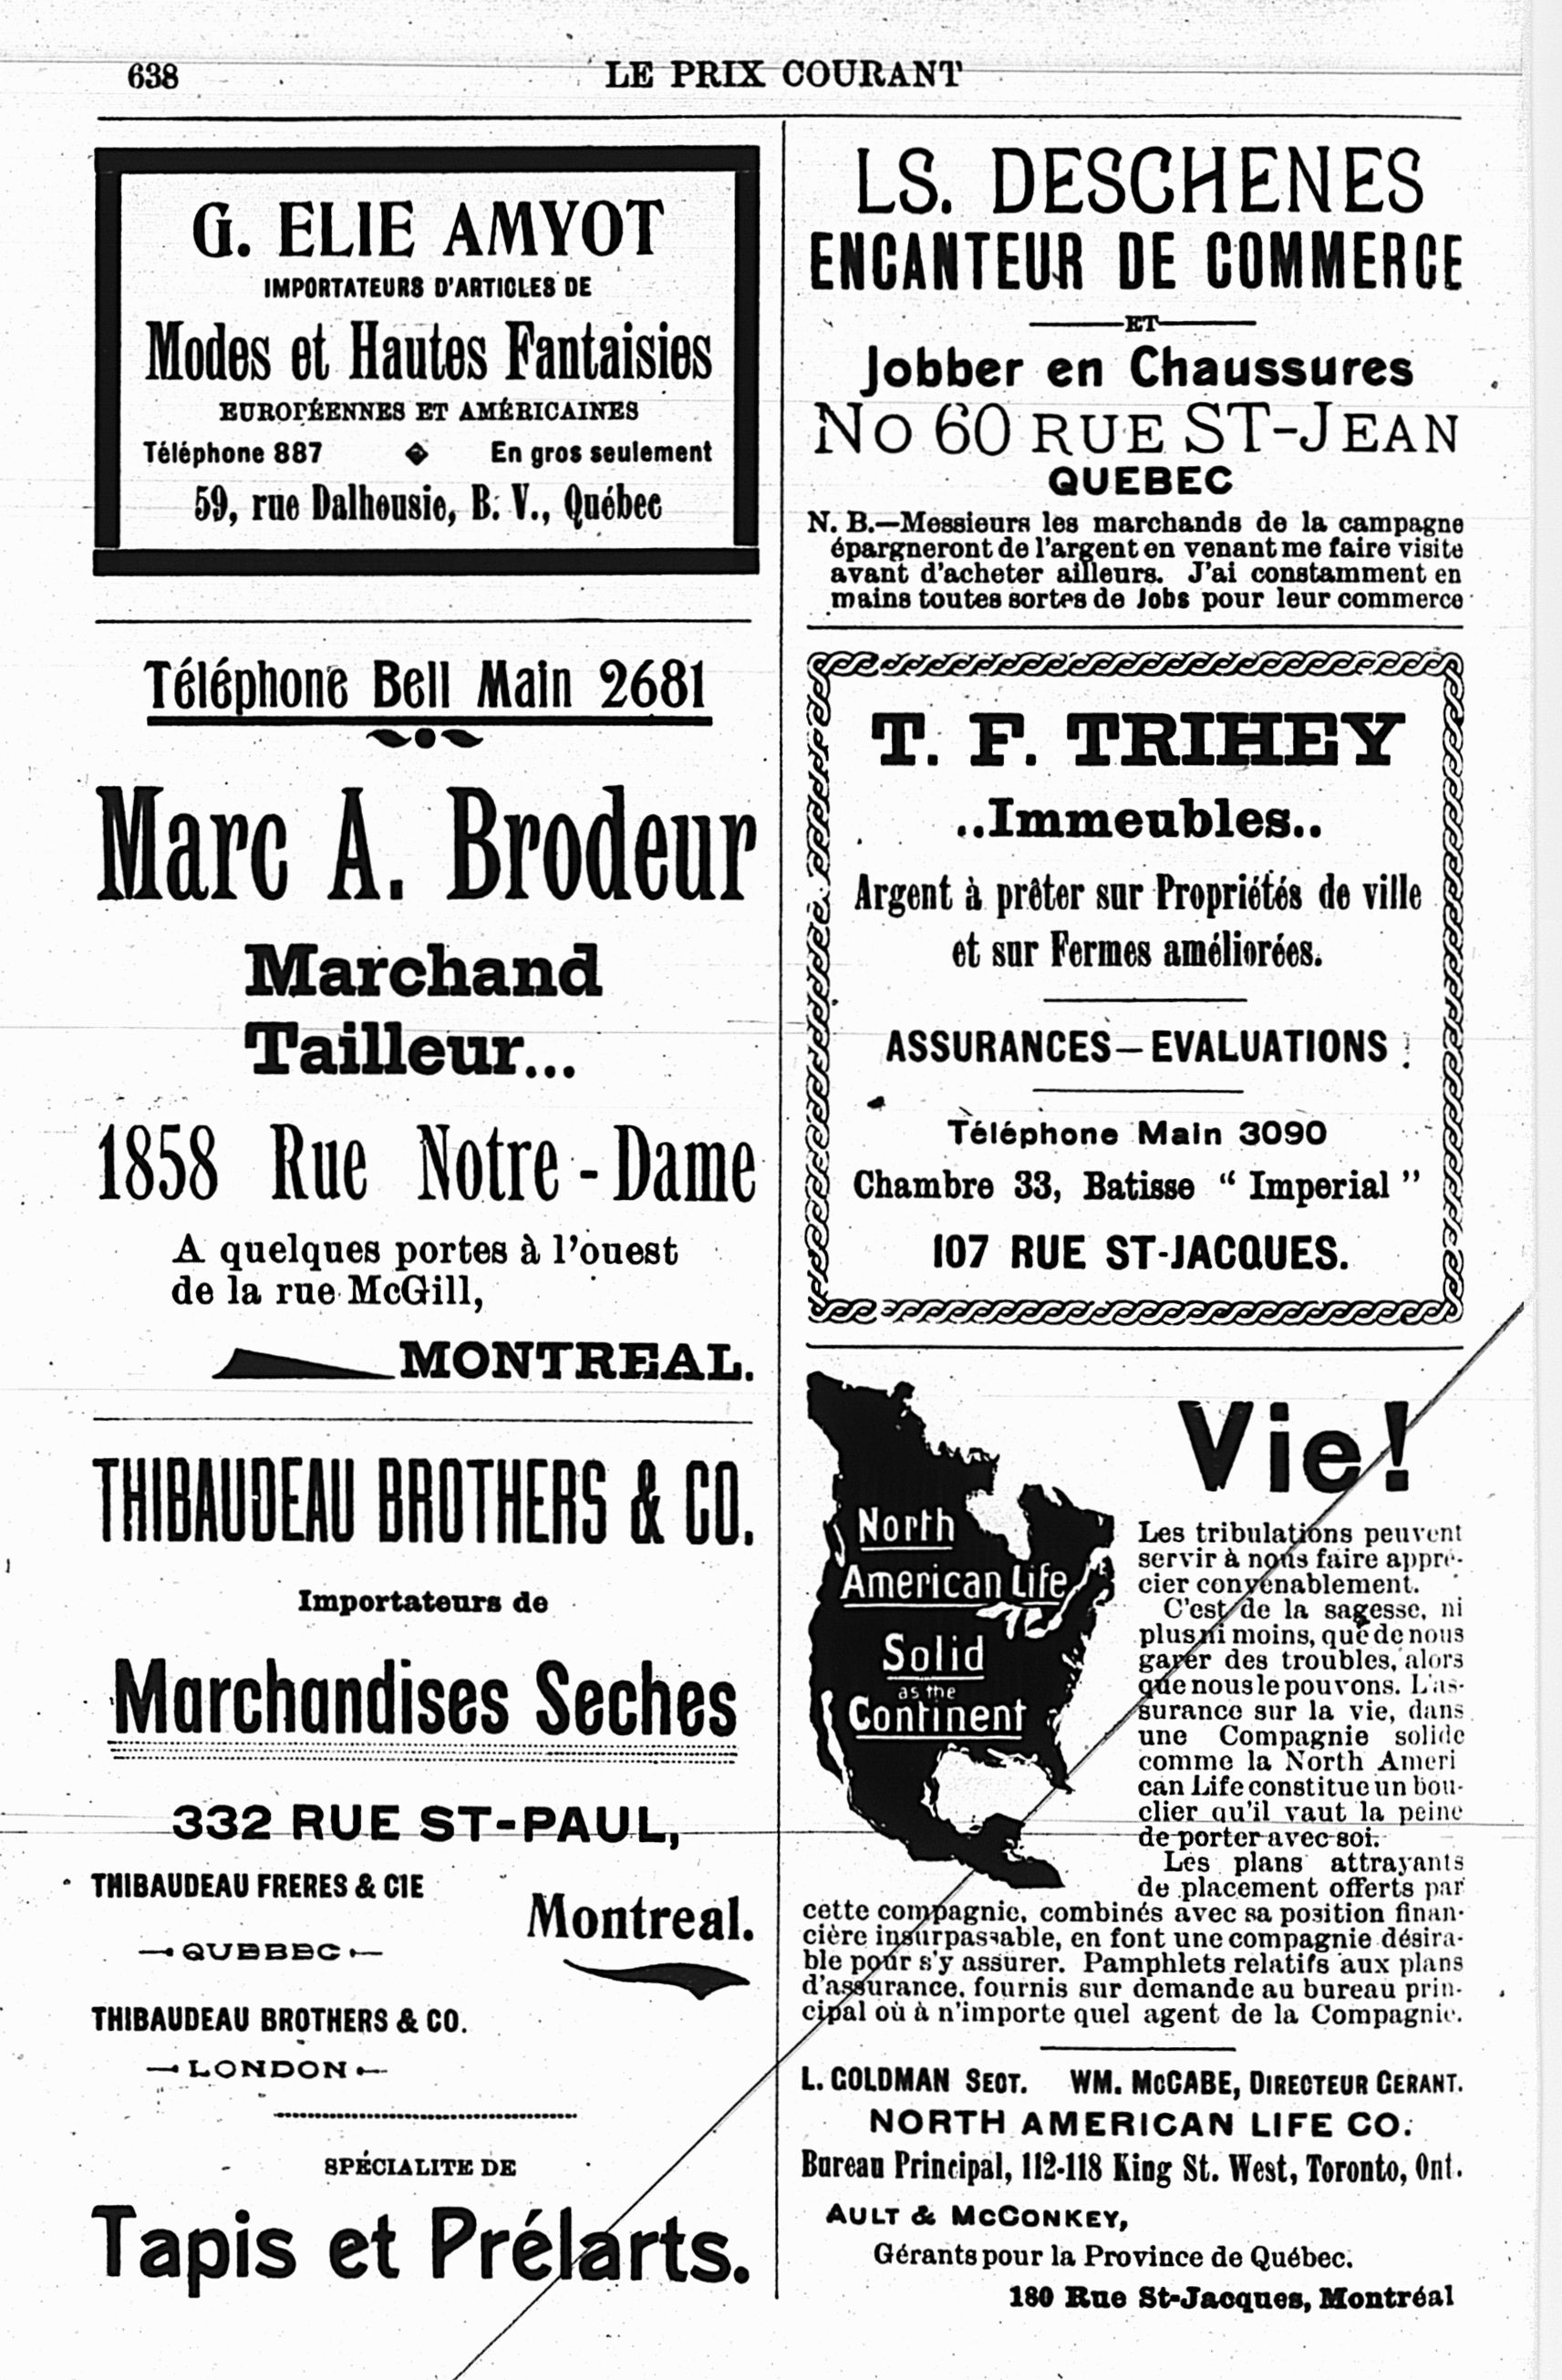 638
LE PRIX COURANT
G. ELIE AMYOT
IMPORTATEURS D'ARTICLES DE
Modes et Hautes Fantaisies
EUROPÉENNES ET AMÉRICAINES
Téléphone 887 En gros seulement
59, rue Dalhousie, B. V., Québec
Téléphone Bell Main 2681
Marc A. Brodeur
Marchand
Tailleur...
1858 Rue Notre-Dame
A quelques portes à l'ouest
de la rue McGill,
MONTREAL.
THIBAUDEAU BROTHERS & CO.
Importateurs de
Marchandises Seches
332 RUE ST-PAUL,
THIBAUDEAU FRERES & CIE
Montreal.
QUEBEC
THIBAUDEAU BROTHERS & CO.
LONDON
SPÉCIALITE DE
Tapis et Prélarts.
LS. DESCHENES
ENCANTEUR DE COMMERCE
ET
Jobber en Chaussures
No 60 RUE ST-JEAN
QUEBEC
N. B.—Messieurs les marchands de la campagne
épargneront de l'argent en venant me faire visite
avant d'acheter ailleurs. J'ai constamment en
mains toutes sortes de Jobs pour leur commerce
T. F. TRIHEY
..Immeubles..
Argent à prêter sur Propriétés de ville
et sur Fermes améliorées.
ASSURANCES—EVALUATIONS
Téléphone Main 3090
Chambre 33, Batisse "Imperial"
107 RUE ST-JACQUES.
North
American Life
Solid
as the
Continent
Vie!
Les tribulations peuvent
servir à nous faire appré-
cier convenablement.
C'est de la sagesse, ni
plus ni moins, que de nous
garer des troubles, alors
que nous le pouvons. L'as-
surance sur la vie, dans
une Compagnie solide
comme la North Ameri
can Life constitue un bou-
clier qu'il vaut la peine
de porter avec soi.
Les plans attrayants
de placement offerts par
cette compagnie, combinés avec sa position finan-
cière insurpassable, en font une compagnie désira-
ble pour s'y assurer. Pamphlets relatifs aux plans
d'assurance, fournis sur demande au bureau prin-
cipal où à n'importe quel agent de la Compagnie.
L. GOLDMAN SECT. WM. MCCABE, DIRECTEUR GERANT.
NORTH AMERICAN LIFE CO.
Bureau Principal, 112-118 King St. West, Toronto, Ont.
AULT & MCCONKEY,
Gérants pour la Province de Québec.
180 Rue St-Jacques, Montréal